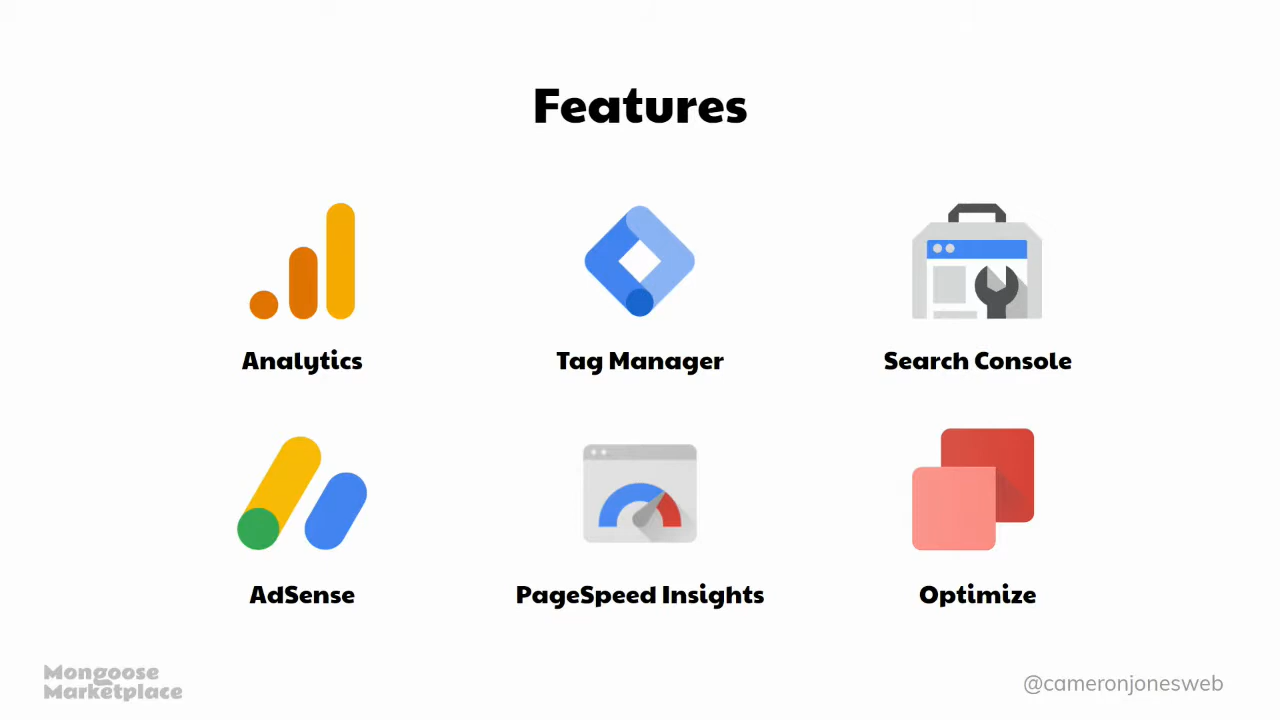 Features
Analytics
Tag Manager
Search Console
AdSense
PageSpeed Insights
Optimize
Mongoose
Marketplace
@cameronjonesweb